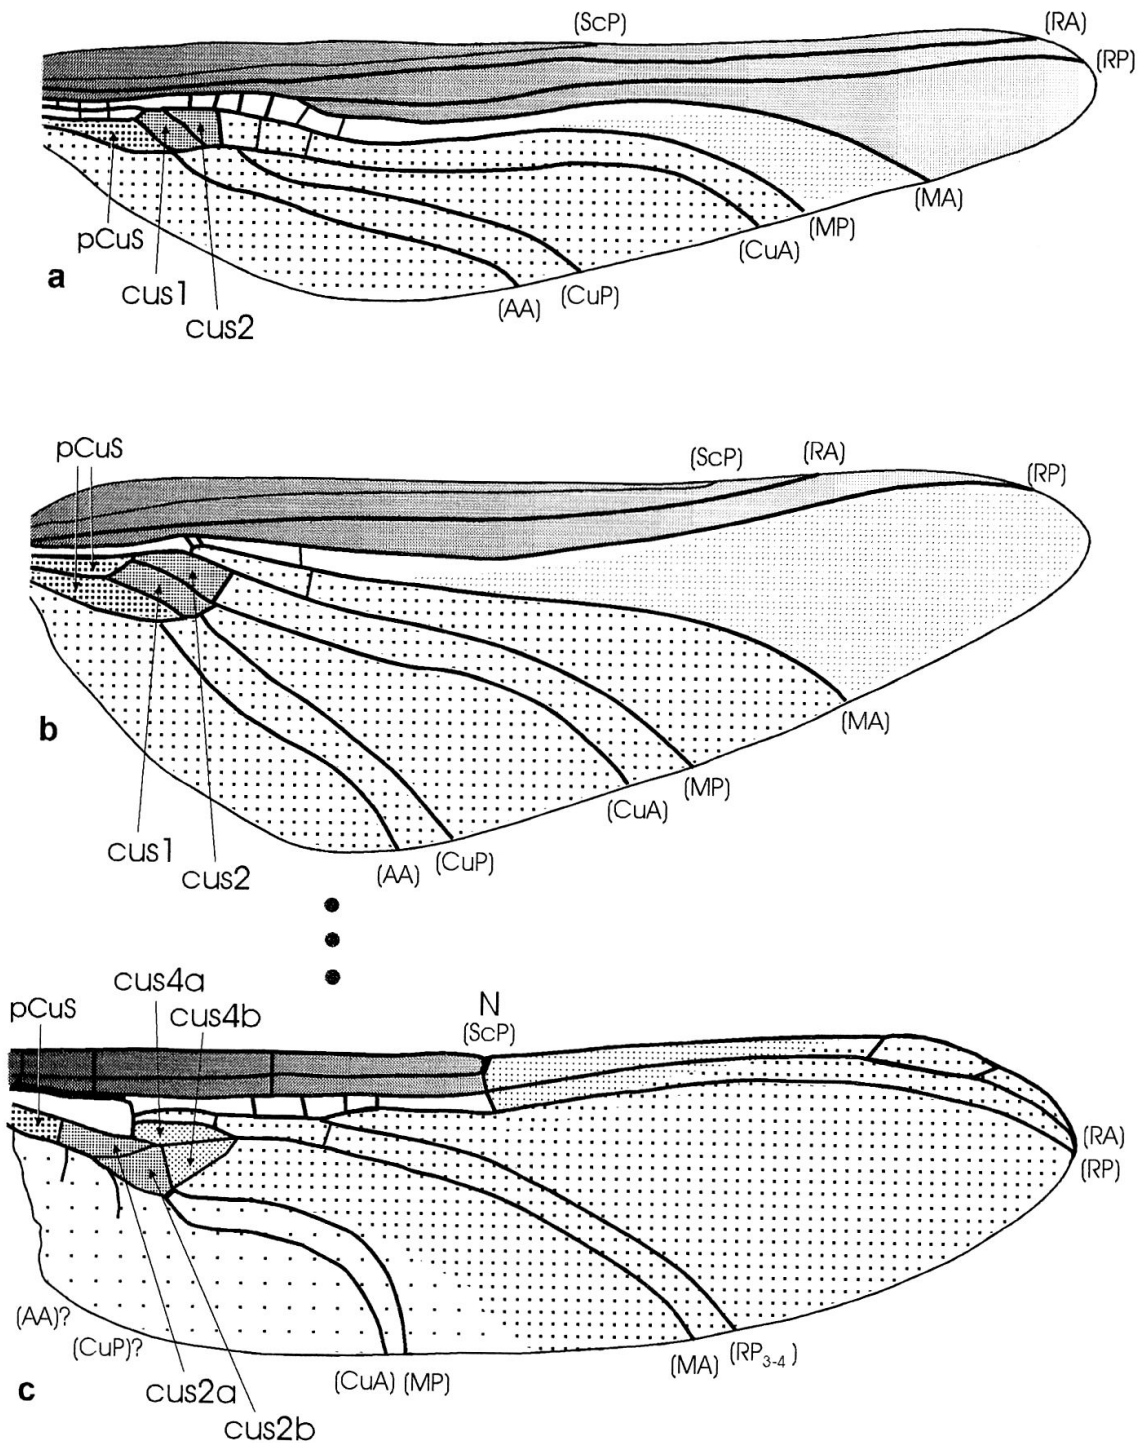 (ScP)
(RA)
(RP)
(MA)
(MP)
(CuA)
(CuP)
(AA)
pCuS
cus1
cus2
a
pCuS
(ScP)
(RA)
(RP)
(MA)
(MP)
(CuA)
(CuP)
(AA)
cus1
cus2
b
cus4a
pCuS
cus4b
N
(ScP)
(RA)
(RP)
(AA)?
(CuP)?
(CuA) (MP)
(MA) (RP3-4)
cus2a
cus2b
c